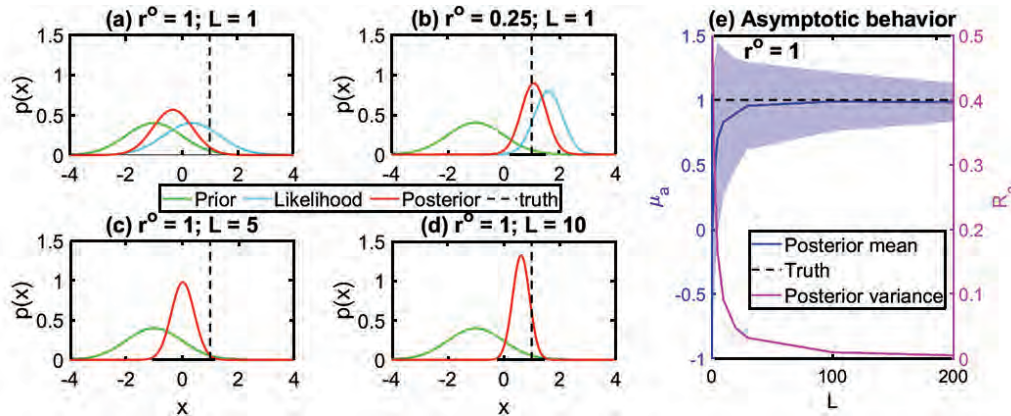 (a) r° = 1; L = 1
1.5
1
0.5
0
p(x)
-4 -2 0 2 4
(b) r° = 0.25; L = 1
1.5
1
0.5
0
p(x)
-4 -2 0 2 4
Prior Likelihood Posterior truth
(c) r° = 1; L = 5
1.5
1
0.5
0
p(x)
-4 -2 0 2 4
x
(d) r° = 1; L = 10
1.5
1
0.5
0
p(x)
-4 -2 0 2 4
x
(e) Asymptotic behavior
r° = 1
1.5
1
0.5
0
-0.5
-1
μa
0.5
0.4
0.3
0.2
0.1
0
Ra
Posterior mean
Truth
Posterior variance
0 100 200
L